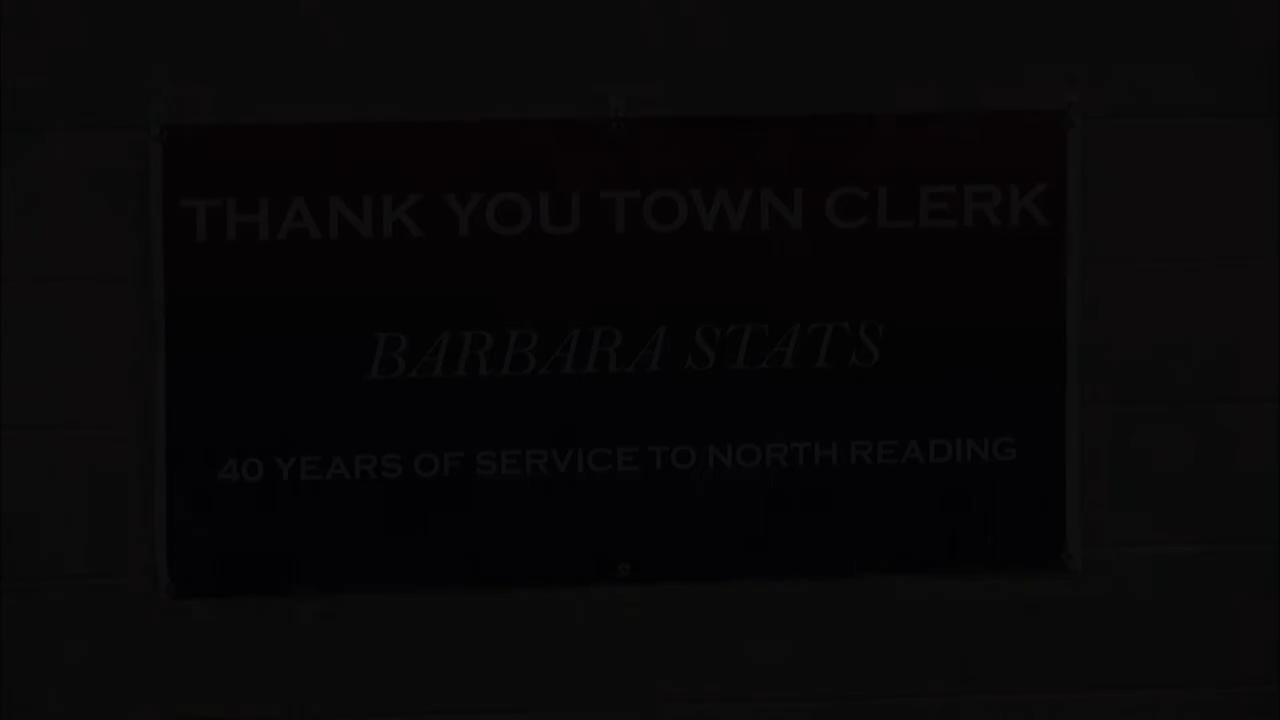 THANK YOU TOWN CLERK
BARBARA STATS
40 YEARS OF SERVICE TO NORTH READING